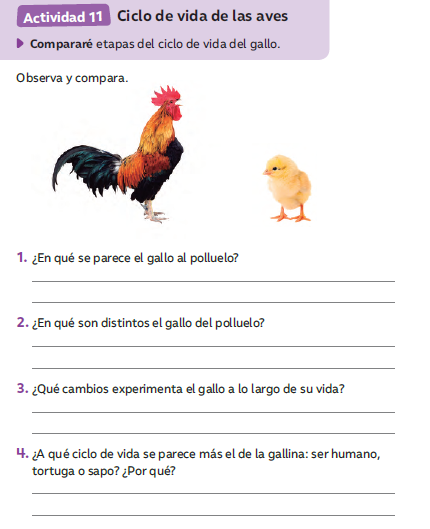 Actividad 11 Ciclo de vida de las aves
Compararé etapas del ciclo de vida del gallo.
Observa y compara.
1. ¿En qué se parece el gallo al polluelo?
2. ¿En qué son distintos el gallo del polluelo?
3. ¿Qué cambios experimenta el gallo a lo largo de su vida?
4. ¿A qué ciclo de vida se parece más el de la gallina: ser humano,
tortuga o sapo? ¿Por qué?